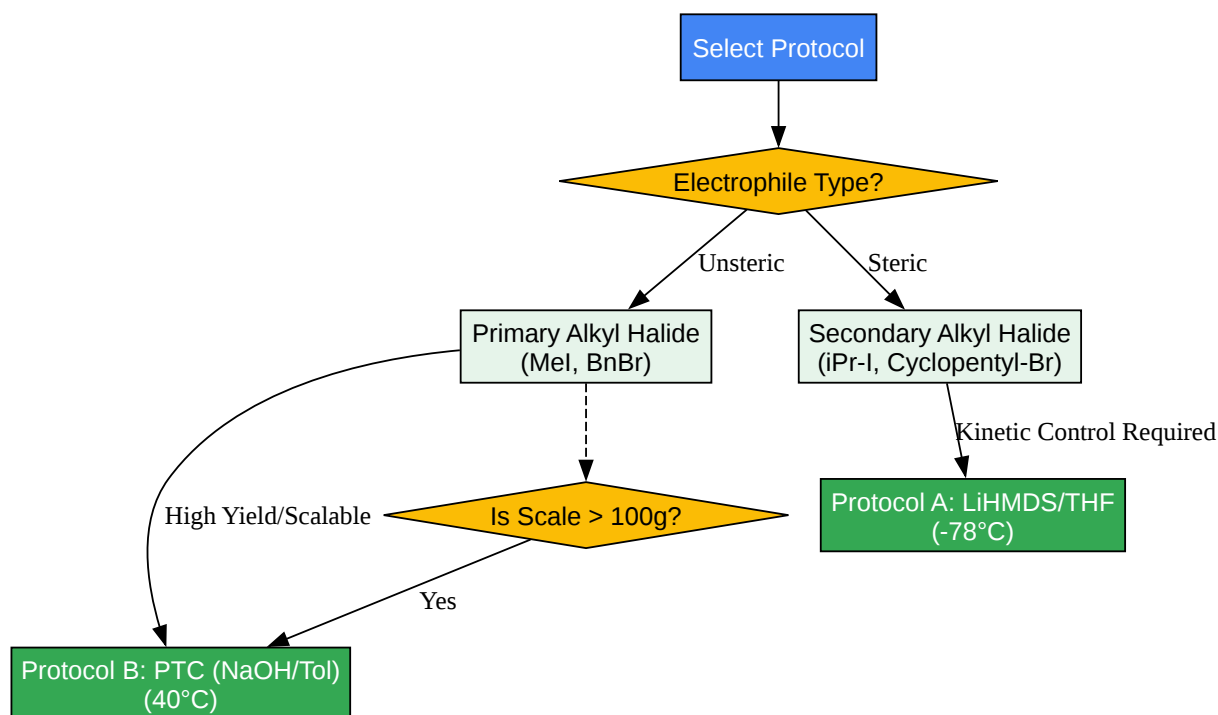 Select Protocol
Electrophile Type?
Unsteric
Steric
Primary Alkyl Halide
(MeI, BnBr)
Secondary Alkyl Halide
(iPr-I, Cyclopentyl-Br)
Kinetic Control Required
High Yield/Scalable
Is Scale > 100g?
Protocol A: LiHMDS/THF
(-78°C)
Yes
Protocol B: PTC (NaOH/Tol)
(40°C)